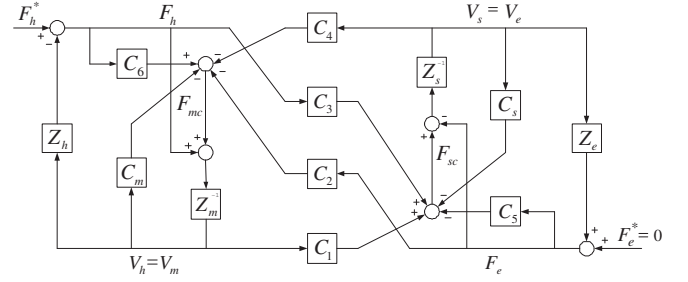 F_h^*
F_h
V_s = V_e
C_4
C_6
Z_s^{-1}
C_s
F_mc
C_3
Z_h
C_m
F_sc
Z_e
C_2
Z_m^{-1}
C_5
C_1
F_e^* = 0
V_h = V_m
F_e